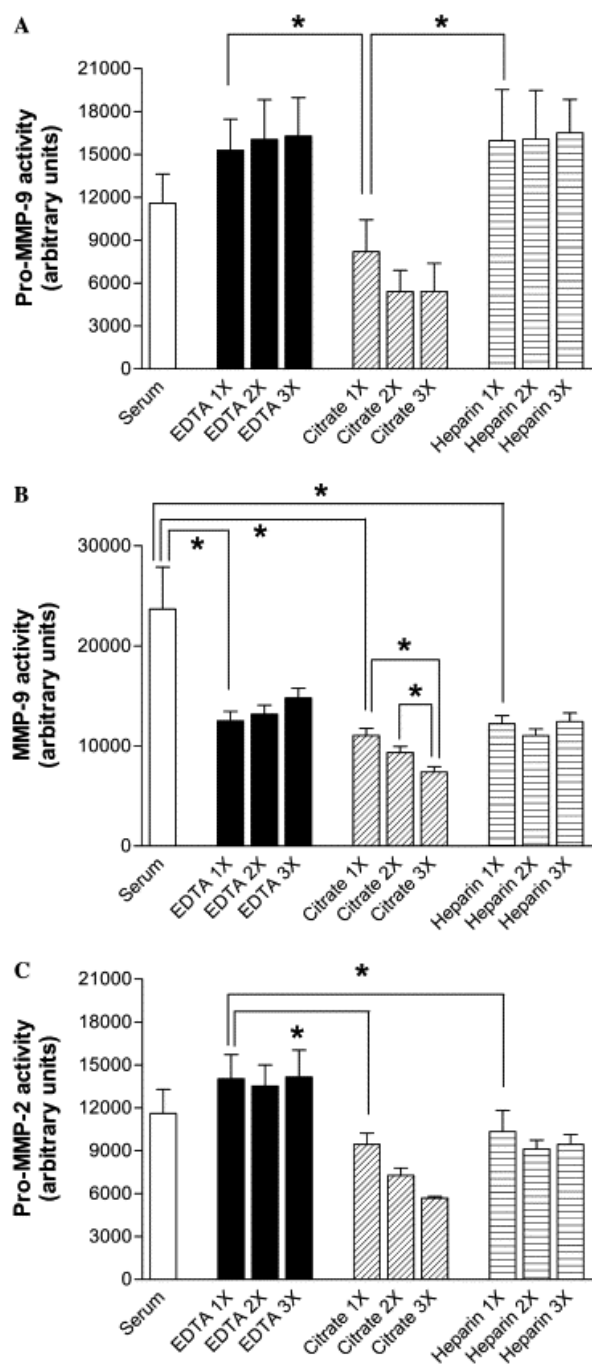 A
*
*
Pro-MMP-9 activity
(arbitrary units)
21000
18000
15000
12000
9000
6000
3000
0
Serum
EDTA 1X
EDTA 2X
EDTA 3X
Citrate 1X
Citrate 2X
Citrate 3X
Heparin 1X
Heparin 2X
Heparin 3X
B
*
*
*
*
*
MMP-9 activity
(arbitrary units)
30000
20000
10000
0
Serum
EDTA 1X
EDTA 2X
EDTA 3X
Citrate 1X
Citrate 2X
Citrate 3X
Heparin 1X
Heparin 2X
Heparin 3X
C
*
*
Pro-MMP-2 activity
(arbitrary units)
21000
18000
15000
12000
9000
6000
3000
0
Serum
EDTA 1X
EDTA 2X
EDTA 3X
Citrate 1X
Citrate 2X
Citrate 3X
Heparin 1X
Heparin 2X
Heparin 3X